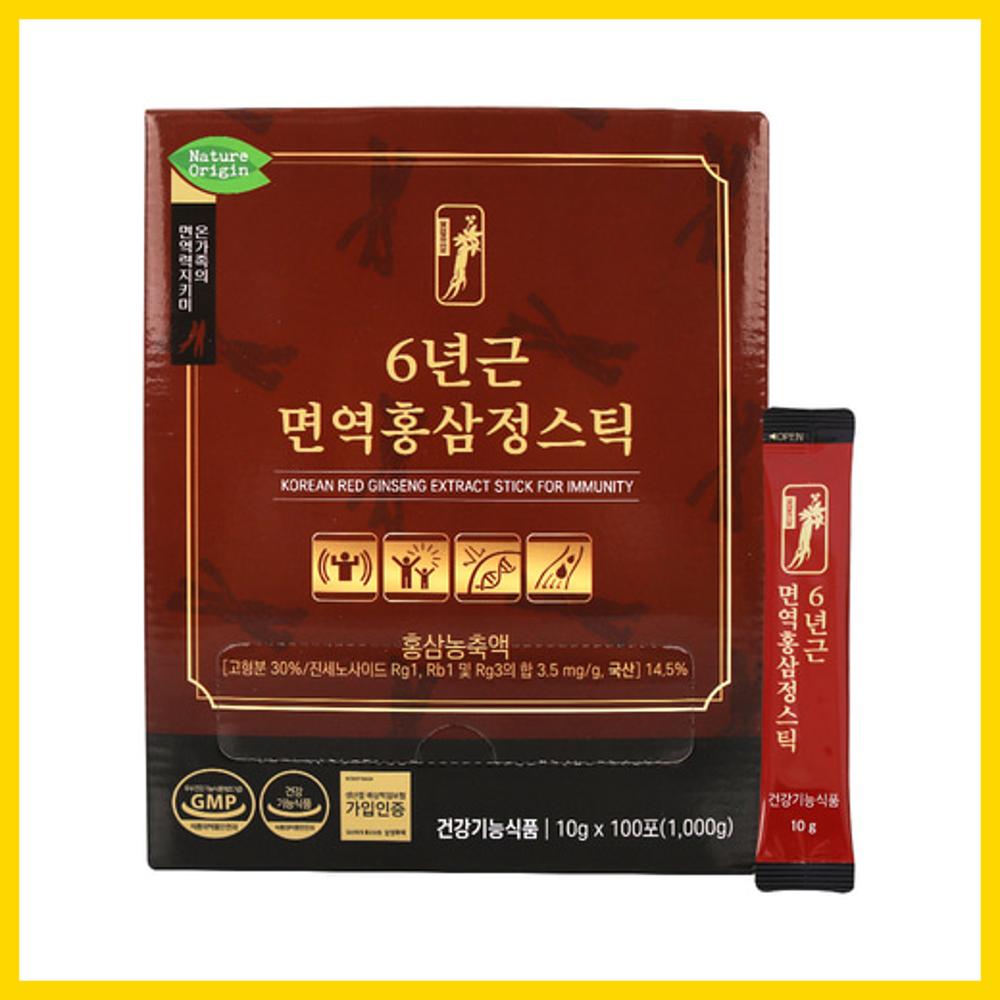 Nature
Origin
온가족의
면역력지키미
6년근
면역홍삼정스틱
KOREAN RED GINSENG EXTRACT STICK FOR IMMUNITY
홍삼농축액
[고형분 30%/진세노사이드 Rg1, Rb1 및 Rg3의 합 3.5 mg/g, 국산] 14.5%
GMP
건강
기능식품
가입인증
건강기능식품 | 10g x 100포(1,000g)
◀OPEN
6년근
면역홍삼정스틱
건강기능식품
10 g